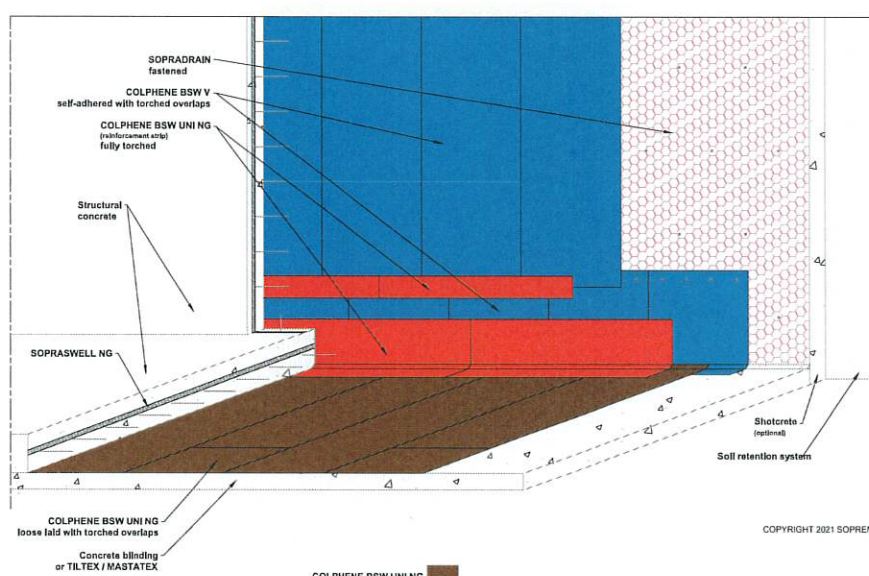 SOPRADRAIN
fastened
COLPHENE BSW V
self-adhered with torched overlaps
COLPHENE BSW UNI NG
(reinforcement strip)
fully torched
Structural
concrete
SOPRASWELL NG
Shotcrete
(optional)
Soil retention system
COLPHENE BSW UNI NG
loose laid with torched overlaps
COPYRIGHT 2021 SOPREM
Concrete blinding
or TILTEX / MASTATEX
COLPHENE BSW UNI NG